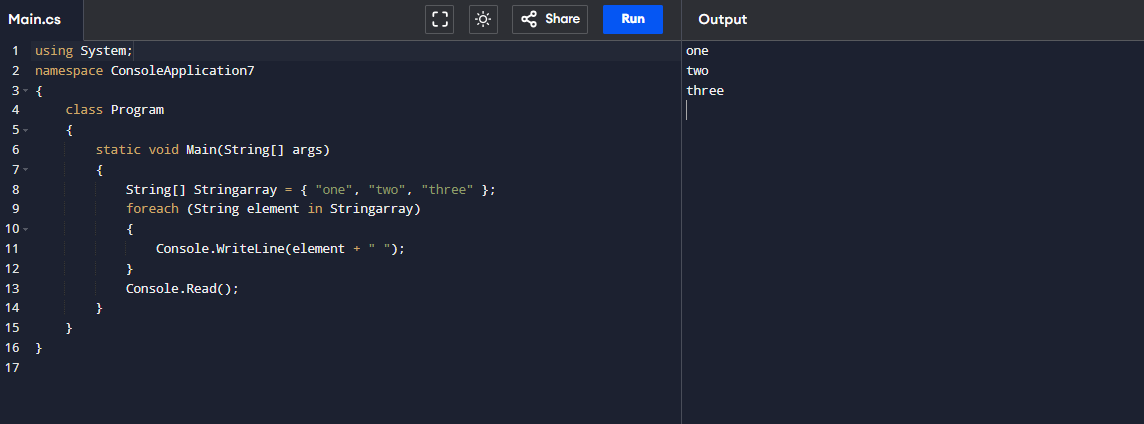 Main.cs Share Run Output
1 using System;
2 namespace ConsoleApplication7
3 {
4     class Program
5     {
6         static void Main(String[] args)
7         {
8             String[] Stringarray = { "one", "two", "three" };
9             foreach (String element in Stringarray)
10             {
11                 Console.WriteLine(element + " ");
12             }
13             Console.Read();
14         }
15     }
16 }
17
one
two
three